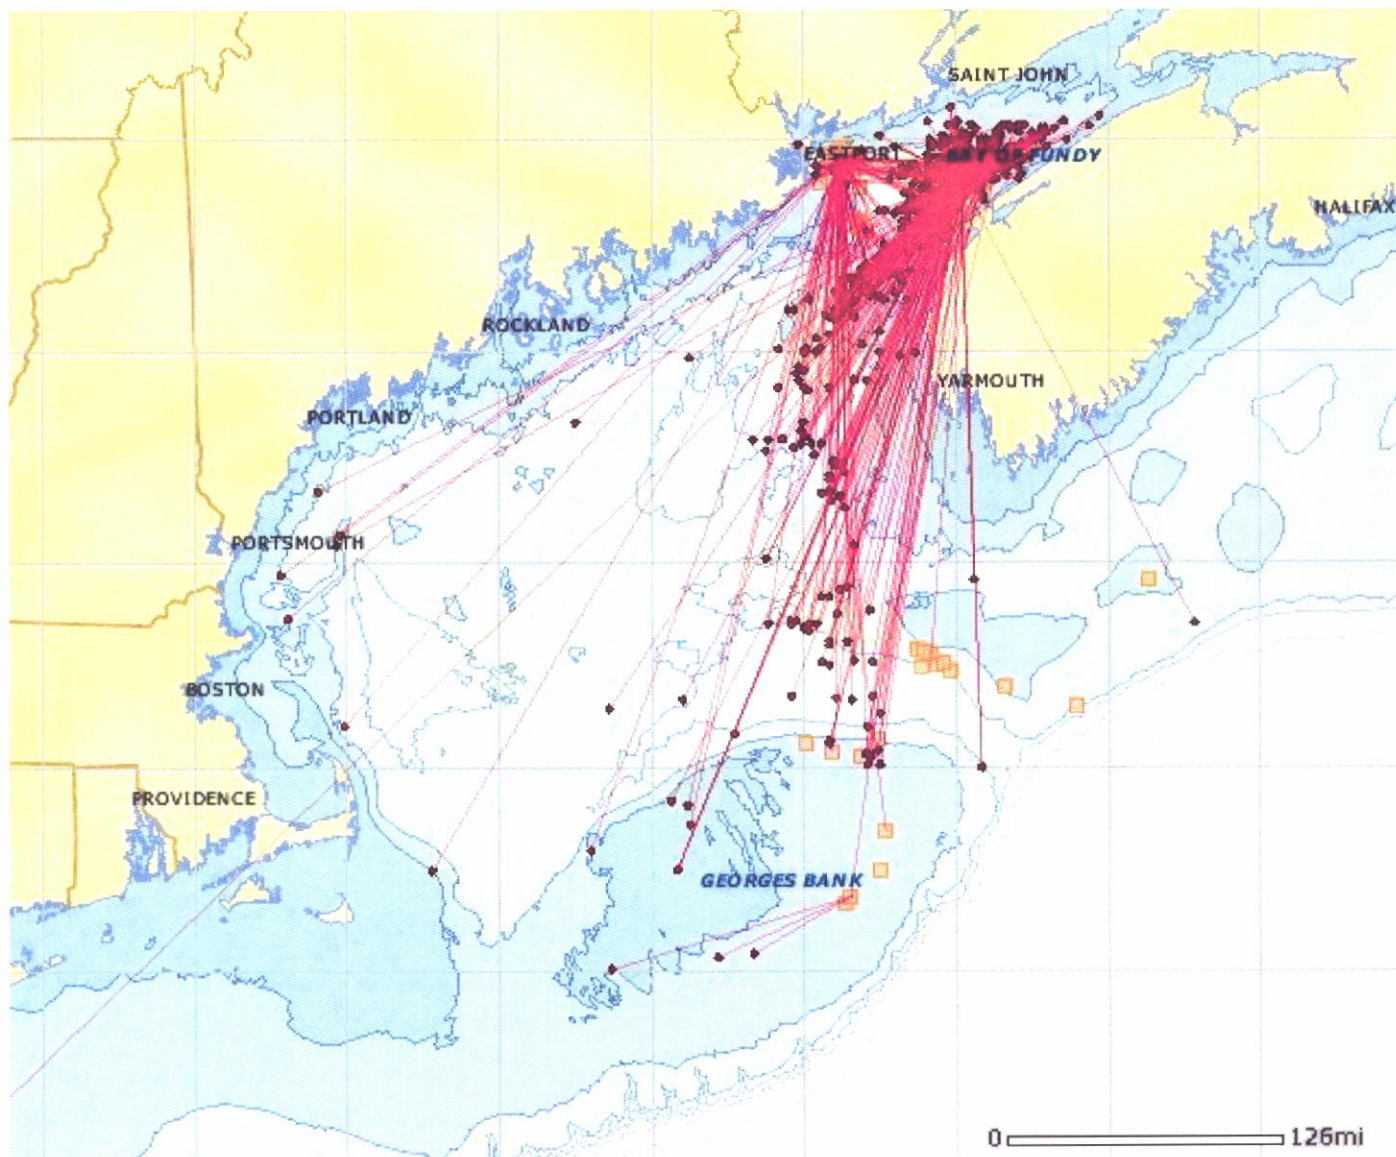 SAINT JOHN
EASTPORT
BAY OF FUNDY
HALIFAX
ROCKLAND
YARMOUTH
PORTLAND
PORTSMOUTH
BOSTON
PROVIDENCE
GEORGES BANK
0 126mi